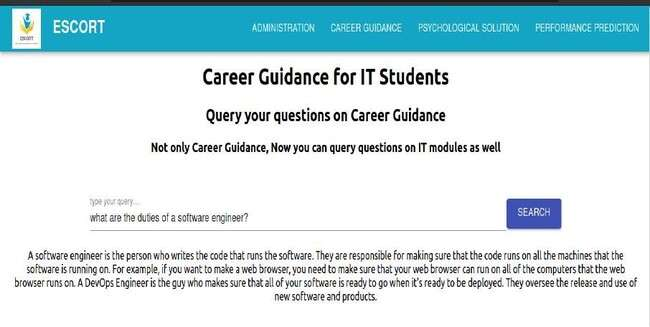 ESCORT
ESCORT ADMINISTRATION CAREER GUIDANCE PSYCHOLOGICAL SOLUTION PERFORMANCE PREDICTION
Career Guidance for IT Students
Query your questions on Career Guidance
Not only Career Guidance, Now you can query questions on IT modules as well
type your query....
what are the duties of a software engineer?
SEARCH
A software engineer is the person who writes the code that runs the software. They are responsible for making sure that the code runs on all the machines that the
software is running on. For example, if you want to make a web browser, you need to make sure that your web browser can run on all of the computers that the web
browser runs on. A DevOps Engineer is the guy who makes sure that all of your software is ready to go when it's ready to be deployed. They oversee the release and use of
new software and products.